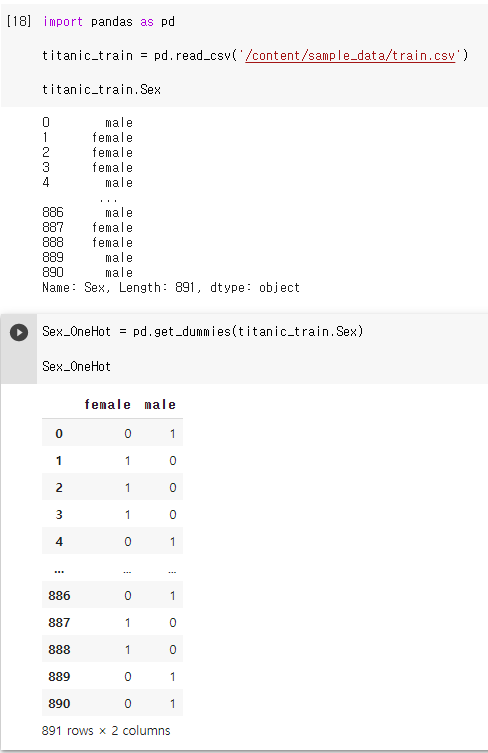 [18] import pandas as pd
titanic_train = pd.read_csv('/content/sample_data/train.csv')
titanic_train.Sex
0 male
1 female
2 female
3 female
4 male
...
886 male
887 female
888 female
889 male
890 male
Name: Sex, Length: 891, dtype: object
Sex_OneHot = pd.get_dummies(titanic_train.Sex)
Sex_OneHot
female male
0 0 1
1 1 0
2 1 0
3 1 0
4 0 1
... ... ...
886 0 1
887 1 0
888 1 0
889 0 1
890 0 1
891 rows × 2 columns